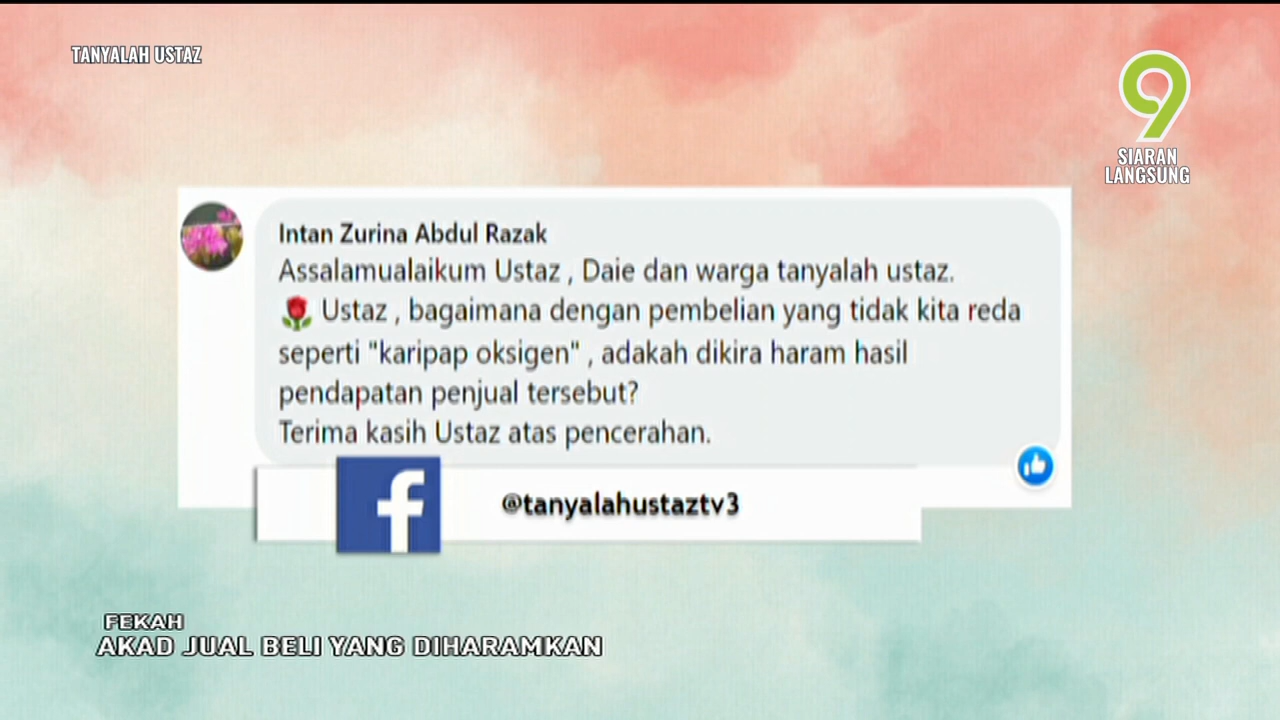 TANYALAH USTAZ
9
SIARAN
LANGSUNG
Intan Zurina Abdul Razak
Assalamualaikum Ustaz , Daie dan warga tanyalah ustaz.
🌹 Ustaz , bagaimana dengan pembelian yang tidak kita reda
seperti "karipap oksigen" , adakah dikira haram hasil
pendapatan penjual tersebut?
Terima kasih Ustaz atas pencerahan.
f
@tanyalahustaztv3
FEKAH
AKAD JUAL BELI YANG DIHARAMKAN